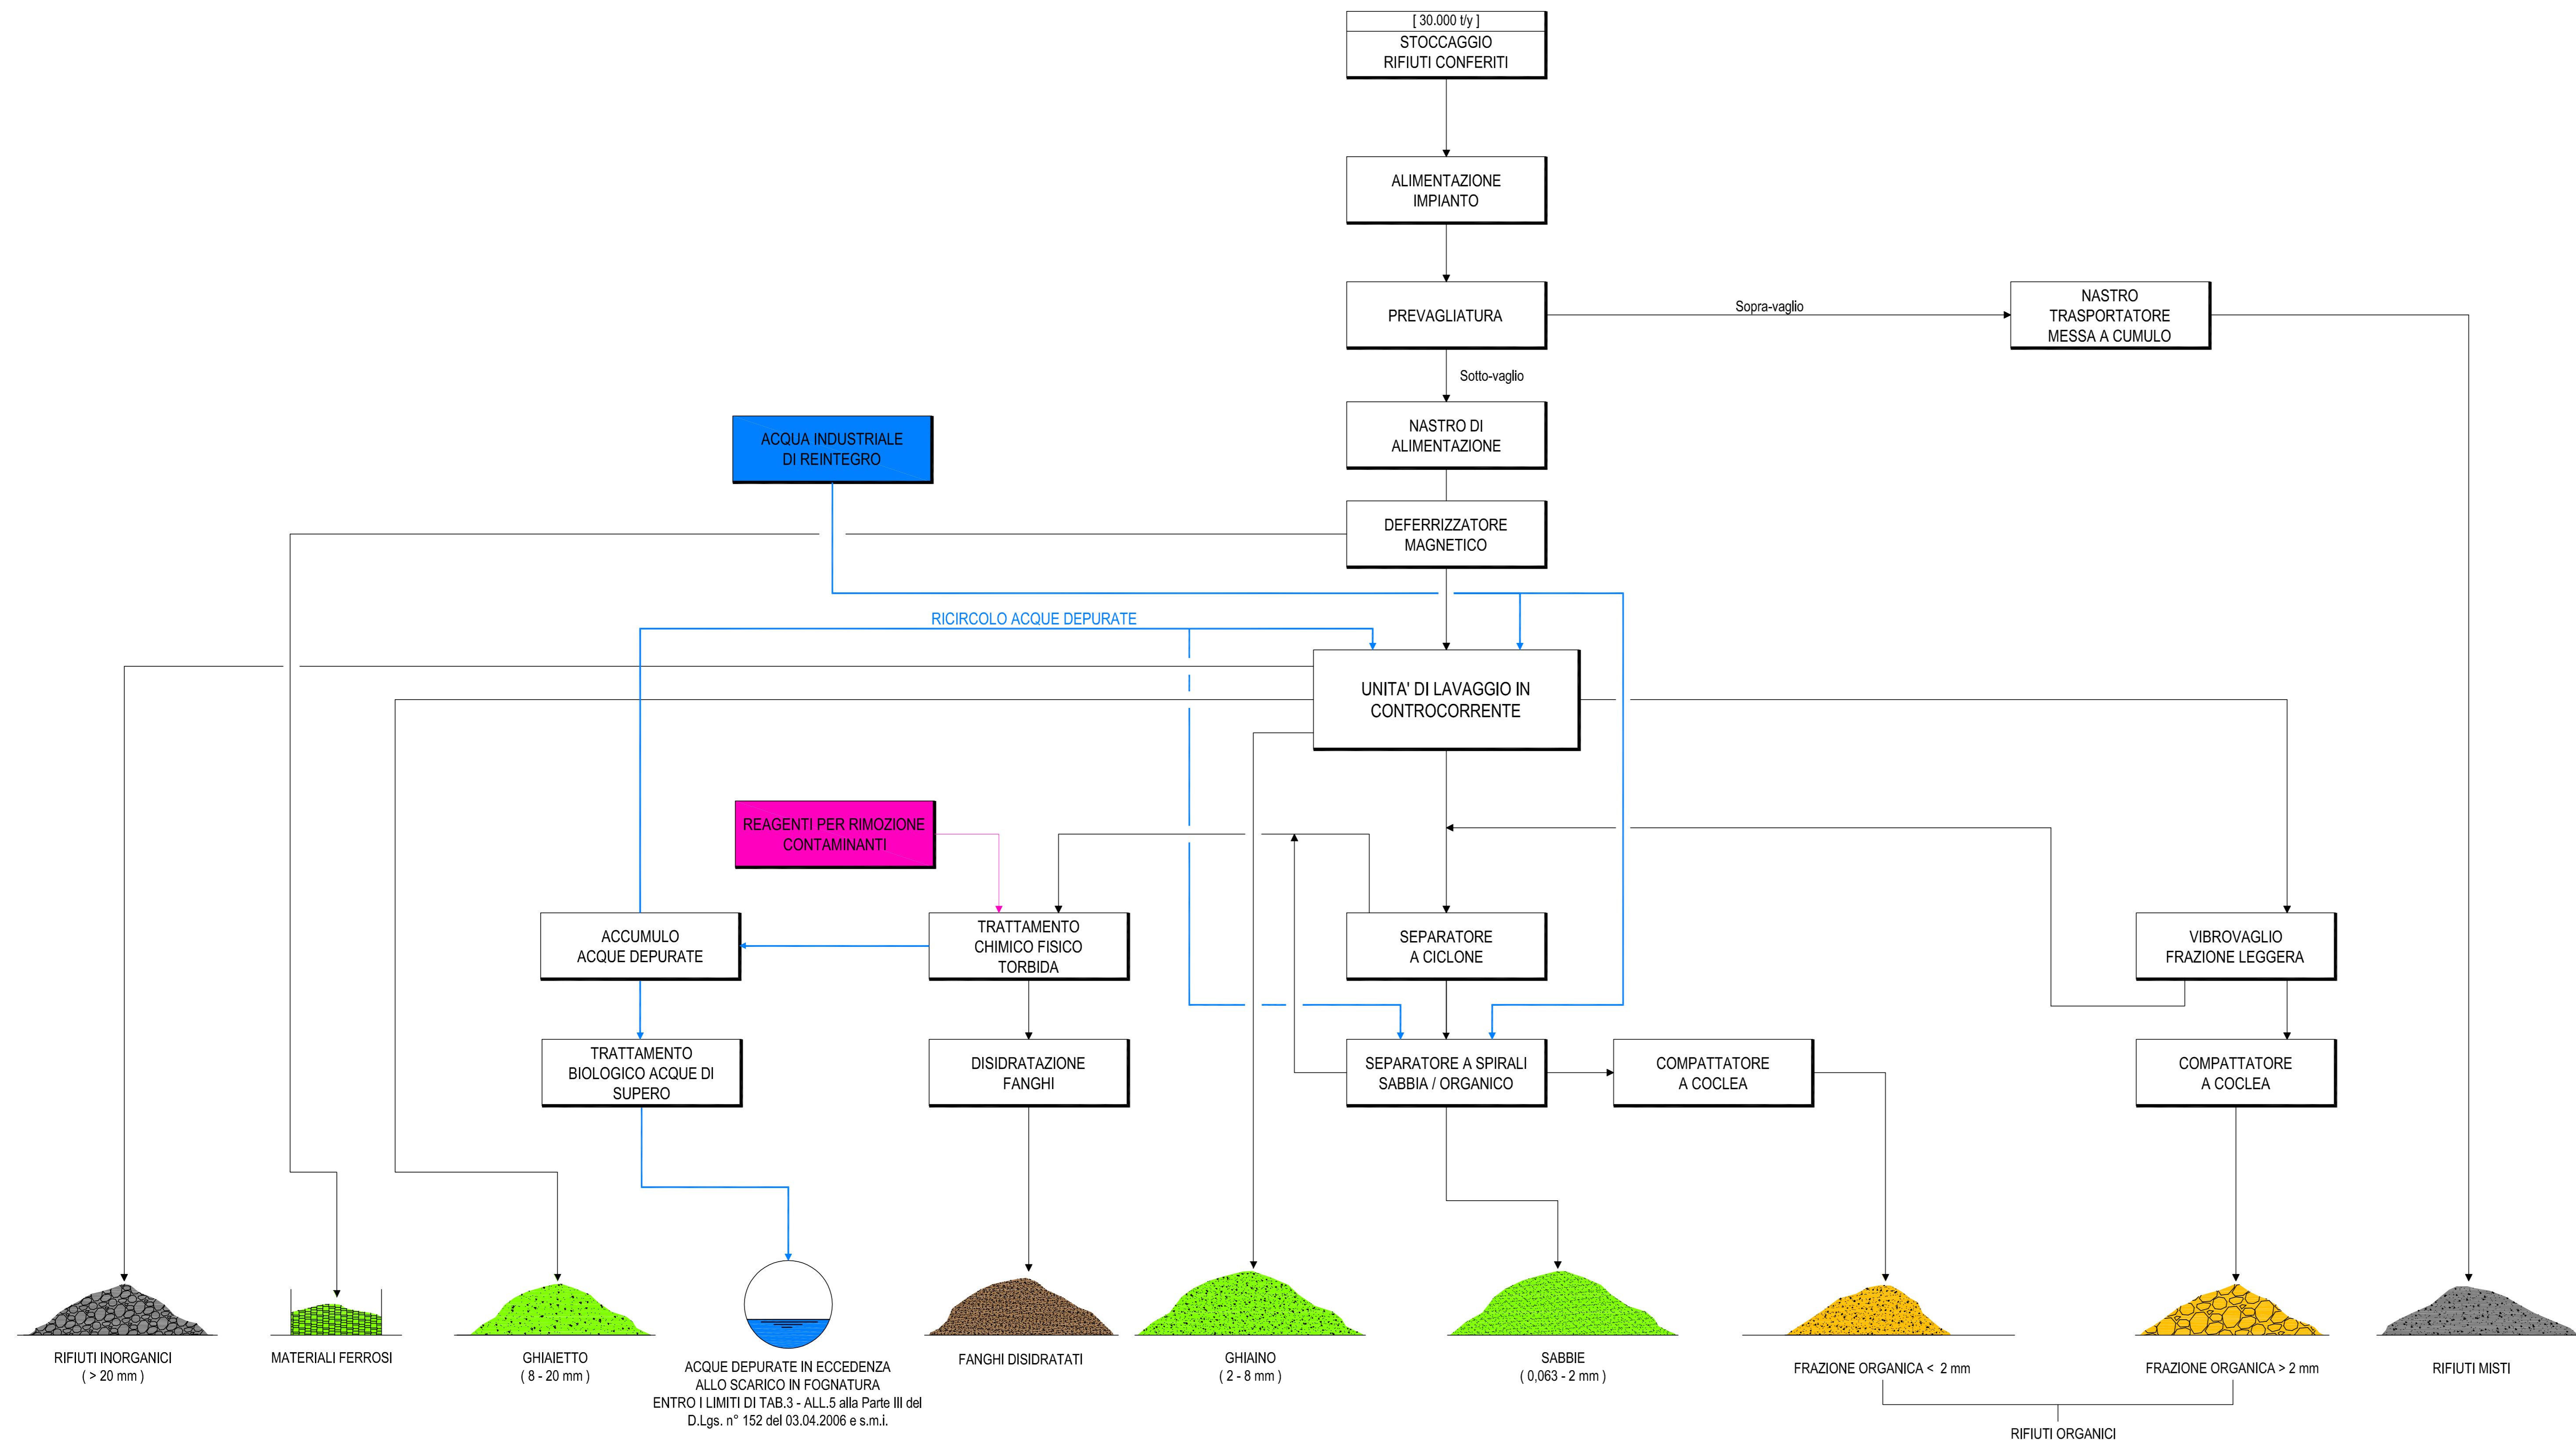 [ 30.000 t/y ]
STOCCAGGIO
RIFIUTI CONFERITI
ALIMENTAZIONE
IMPIANTO
PREVAGLIATURA
Sopra-vaglio
NASTRO
TRASPORTATORE
MESSA A CUMULO
Sotto-vaglio
NASTRO DI
ALIMENTAZIONE
ACQUA INDUSTRIALE
DI REINTEGRO
DEFERRIZZATORE
MAGNETICO
RICIRCOLO ACQUE DEPURATE
UNITA' DI LAVAGGIO IN
CONTROCORRENTE
REAGENTI PER RIMOZIONE
CONTAMINANTI
ACCUMULO
ACQUE DEPURATE
TRATTAMENTO
CHIMICO FISICO
TORBIDA
SEPARATORE
A CICLONE
VIBROVAGLIO
FRAZIONE LEGGERA
TRATTAMENTO
BIOLOGICO ACQUE DI
SUPERO
DISIDRATAZIONE
FANGHI
SEPARATORE A SPIRALI
SABBIA / ORGANICO
COMPATTATORE
A COCLEA
COMPATTATORE
A COCLEA
RIFIUTI INORGANICI
( > 20 mm )
MATERIALI FERROSI
GHIAIETTO
( 8 - 20 mm )
ACQUE DEPURATE IN ECCEDENZA
ALLO SCARICO IN FOGNATURA
ENTRO I LIMITI DI TAB.3 - ALL.5 alla Parte III del
D.Lgs. n° 152 del 03.04.2006 e s.m.i.
FANGHI DISIDRATATI
GHIAINO
( 2 - 8 mm )
SABBIE
( 0,063 - 2 mm )
FRAZIONE ORGANICA < 2 mm
FRAZIONE ORGANICA > 2 mm
RIFIUTI MISTI
RIFIUTI ORGANICI